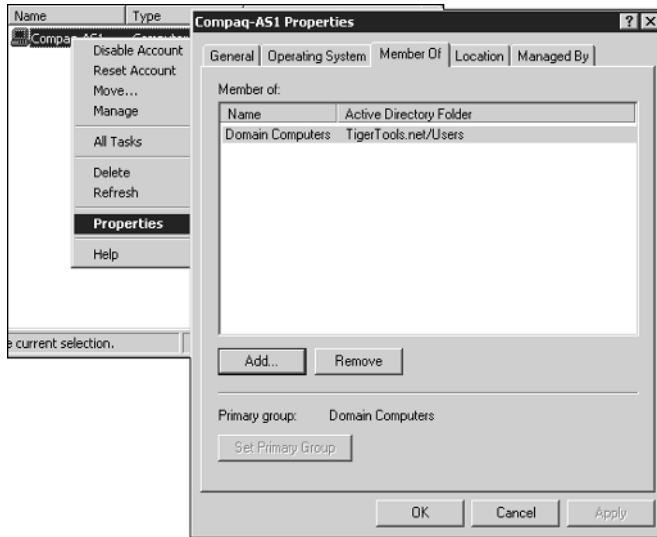 Name Type
Compaq-AS1 Computer
Disable Account
Reset Account
Move...
Manage
All Tasks
Delete
Refresh
Properties
Help
current selection.
Compaq-AS1 Properties
General Operating System Member Of Location Managed By
Member of:
Name Active Directory Folder
Domain Computers TigerTools.net/Users
Add... Remove
Primary group: Domain Computers
Set Primary Group
OK Cancel Apply